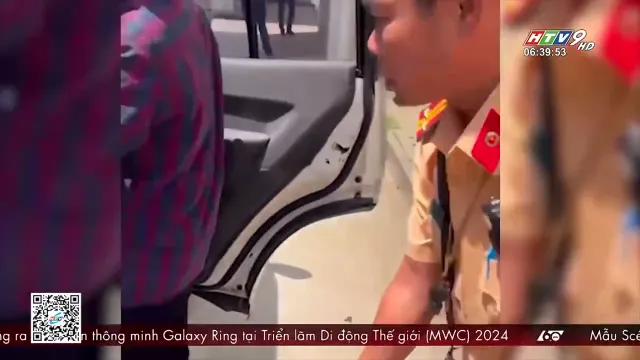 HTV9 HD
06:39:53
ng ra n thông minh Galaxy Ring tại Triển lãm Di động Thế giới (MWC) 2024 60 Mẫu Scé